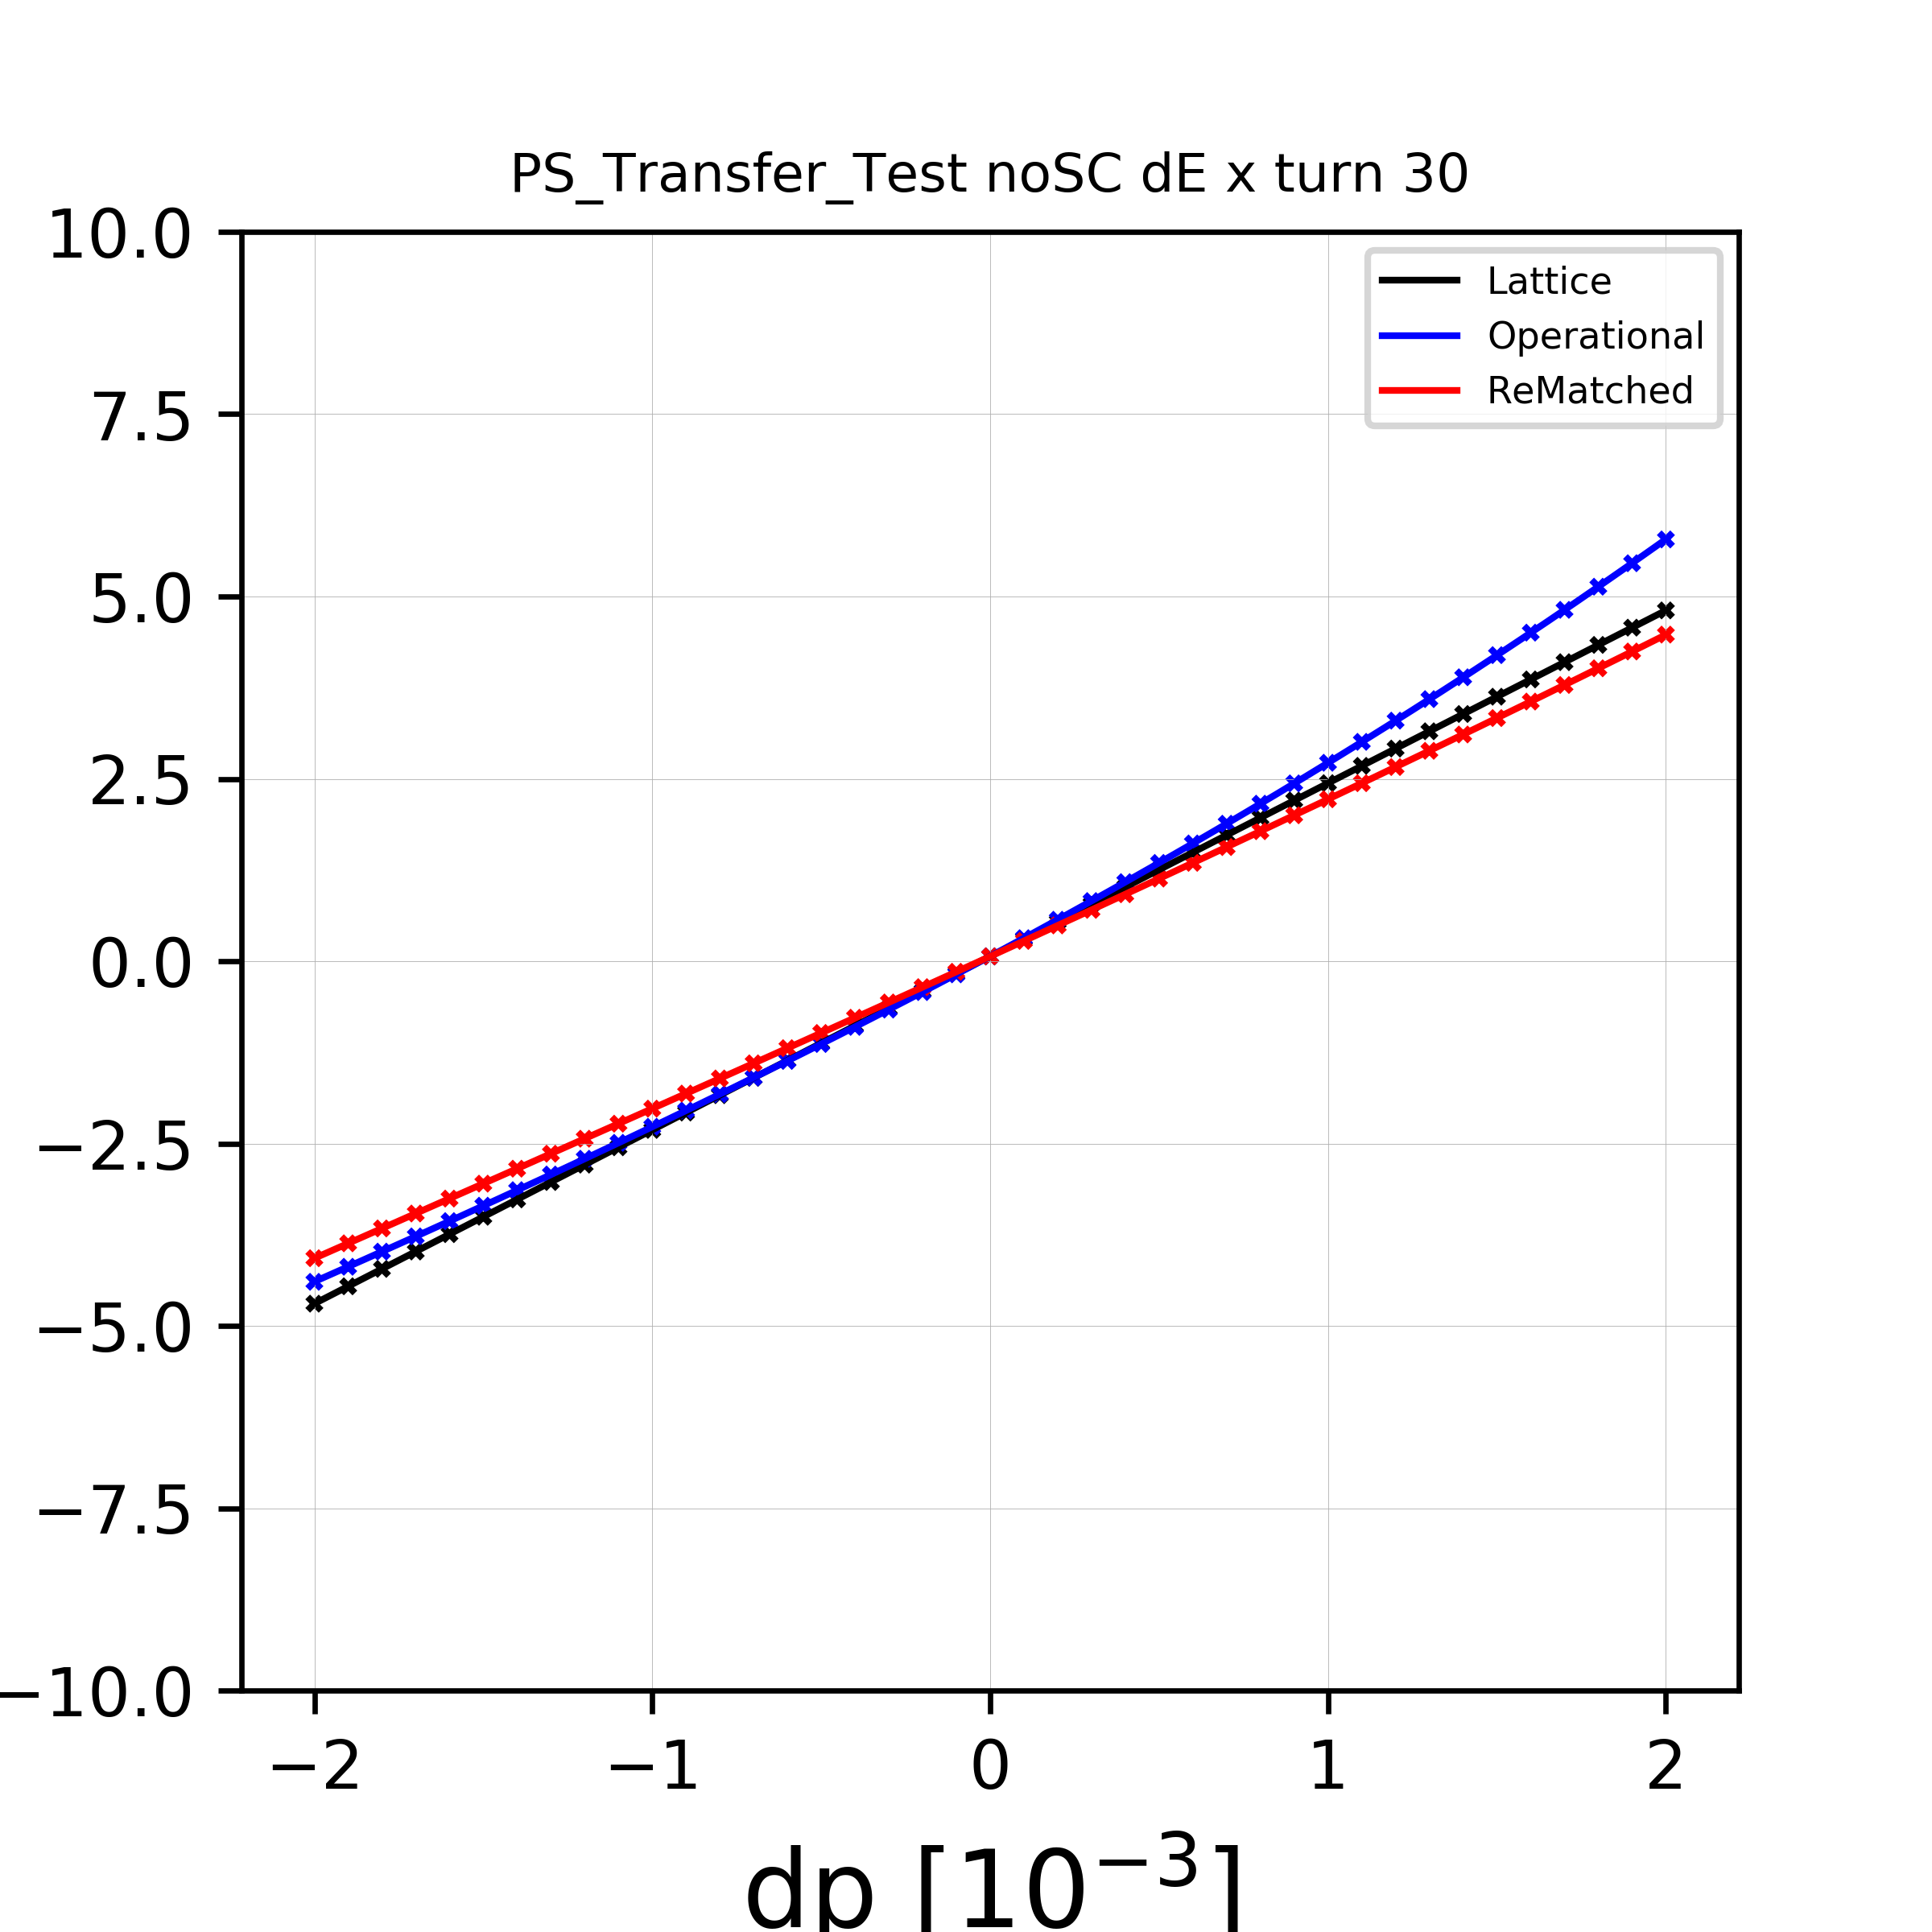 PS_Transfer_Test noSC dE x turn 30
10.0
7.5
5.0
2.5
0.0
−2.5
−5.0
−7.5
−10.0
Lattice
Operational
ReMatched
−2 −1 0 1 2
dp [10⁻³]